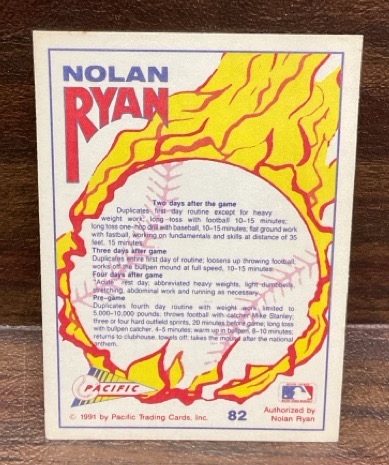 NOLAN
RYAN
Two days after the game
Duplicates first day routine except for heavy
weight work; long toss with football 10-15 minutes;
long toss one-hop drill with baseball, 10-15 minutes; flat ground work
with fastball, working on fundamentals and skills at distance of 35
feet, 15 minutes.
Three days after game
Duplicates entire first day of routine; loosens up throwing football,
works off the bullpen mound at full speed, 10-15 minutes.
Four days after game
"Acute" rest day; abbreviated heavy weights, light dumbbells,
stretching, abdominal work and running as necessary.
Pre-game
Duplicates fourth day routine with weight work limited to
5,000-10,000 pounds; throws football with catcher Mike Stanley;
three or four hard outfield sprints, 20 minutes before game; long toss
with bullpen catcher, 4-5 minutes; warm up in bullpen, 8-10 minutes;
returns to clubhouse, towels off; takes the mound after the national
anthem.
PACIFIC
© 1991 by Pacific Trading Cards, Inc.
82
Authorized by
Nolan Ryan